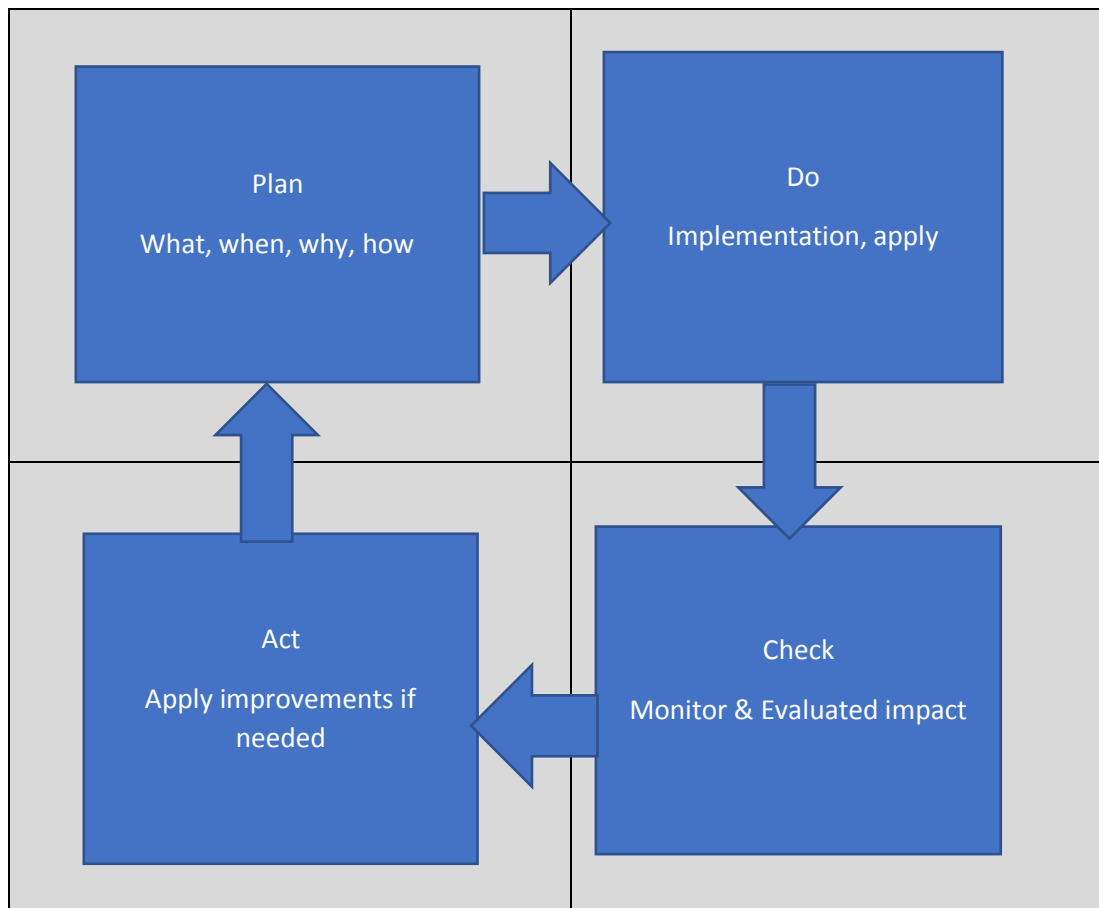 Plan
What, when, why, how
Do
Implementation, apply
Check
Monitor & Evaluated impact
Act
Apply improvements if
needed